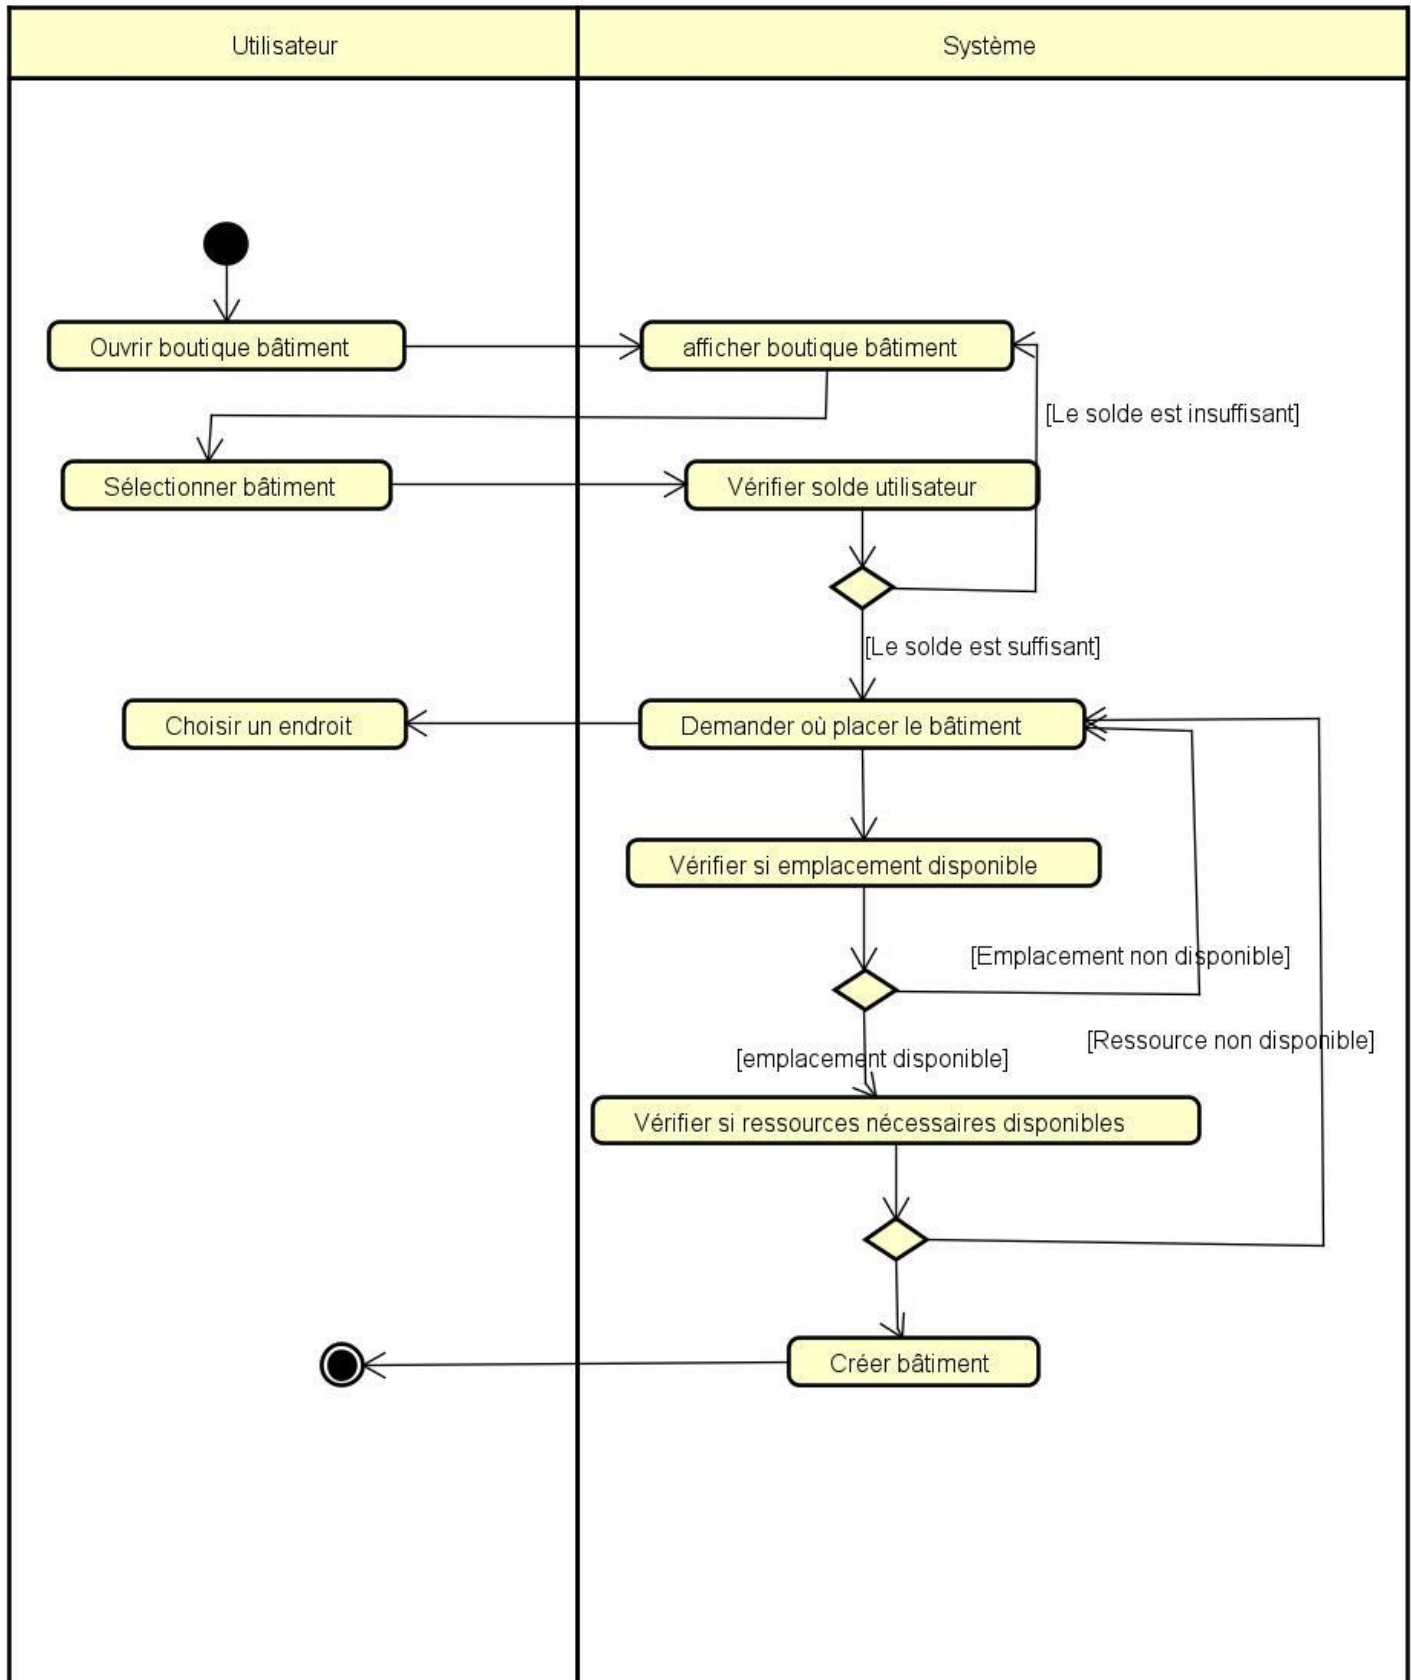 Utilisateur
Système
Ouvrir boutique bâtiment
afficher boutique bâtiment
[Le solde est insuffisant]
Sélectionner bâtiment
Vérifier solde utilisateur
[Le solde est suffisant]
Choisir un endroit
Demander où placer le bâtiment
Vérifier si emplacement disponible
[Emplacement non disponible]
[Ressource non disponible]
[emplacement disponible]
Vérifier si ressources nécessaires disponibles
Créer bâtiment